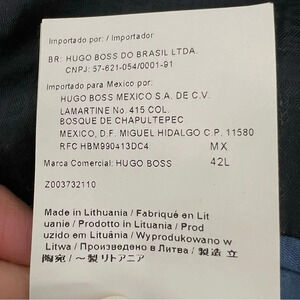 Importado por: / Importador
BR: HUGO BOSS DO BRASIL LTDA.
CNPJ: 57-621-054/0001-91
Importado para Mexico por:
HUGO BOSS MEXICO S.A. DE C.V.
LAMARTINE No. 415 COL.
BOSQUE DE CHAPULTEPEC
MEXICO, D.F. MIGUEL HIDALGO C.P. 11580
RFC HBM990413DC4 MX
Marca Comercial: HUGO BOSS 42L
Z003732110
Made in Lithuania / Fabriqué en Lit
uanie / Prodotto in Lituania / Prod
uzido em Lituânia / Wyprodukowano w
Litwa / Произведено в Литва / 製造 立
陶宛 / ～製リトアニア